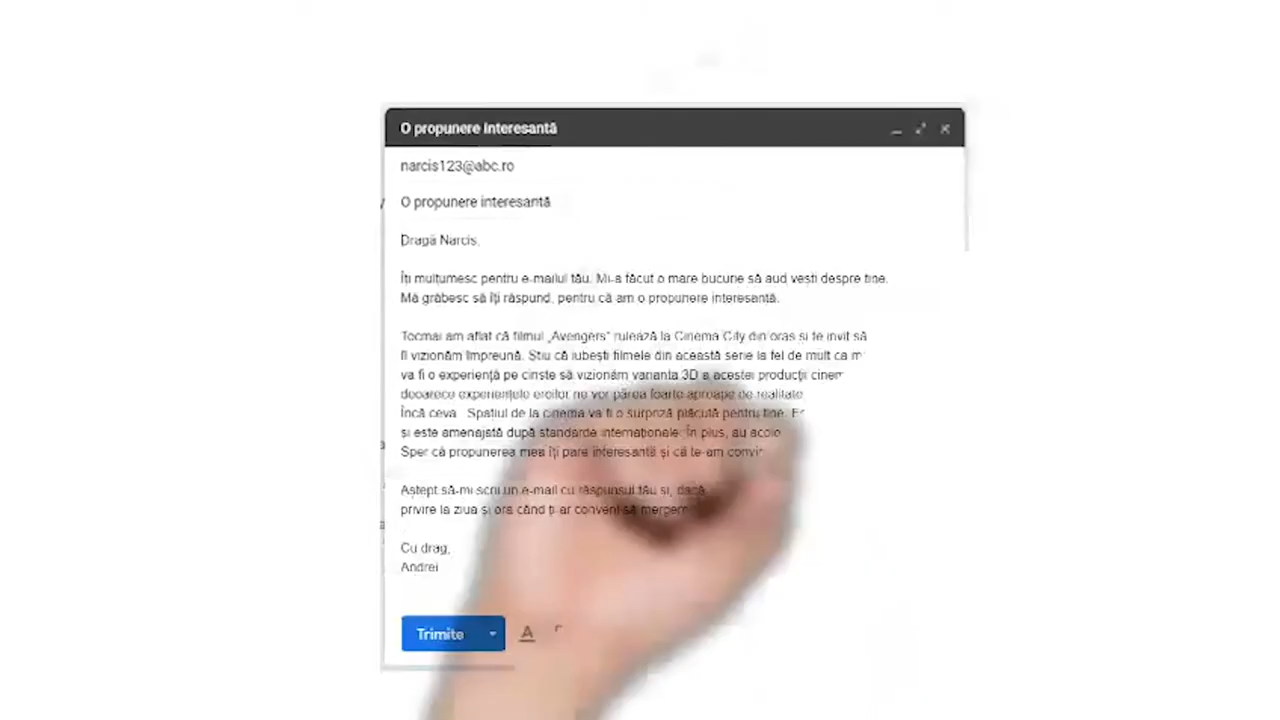 O propunere interesantă
narcis123@abc.ro
O propunere interesantă
Dragă Narcis,
Îți mulțumesc pentru e-mailul tău. Mi-a făcut o mare bucurie să aud vești despre tine.
Mă grăbesc să îți răspund, pentru că am o propunere interesantă.
Tocmai am aflat că filmul „Avengers” rulează la Cinema City din oraș și te invit să
îl vizionăm împreună. Știu că iubești filmele din această serie la fel de mult ca
va fi o experiență pe cinste să vizionăm varianta 3D a acestei producții
deoarece experiențele eroilor ne vor părea foarte aproape de realitate
Încă ceva. Spațiul de la cinema va fi o surpriză plăcută pentru tine.
și este amenajată după standarde internaționale. În plus, au acolo
Sper că propunerea mea îți pare interesantă și că te-am
Aștept să-mi scrii un e-mail cu răspunsul tău și, dacă
privire la ziua și ora când ți-ar conveni să mergem
Cu drag,
Andrei
Trimite A